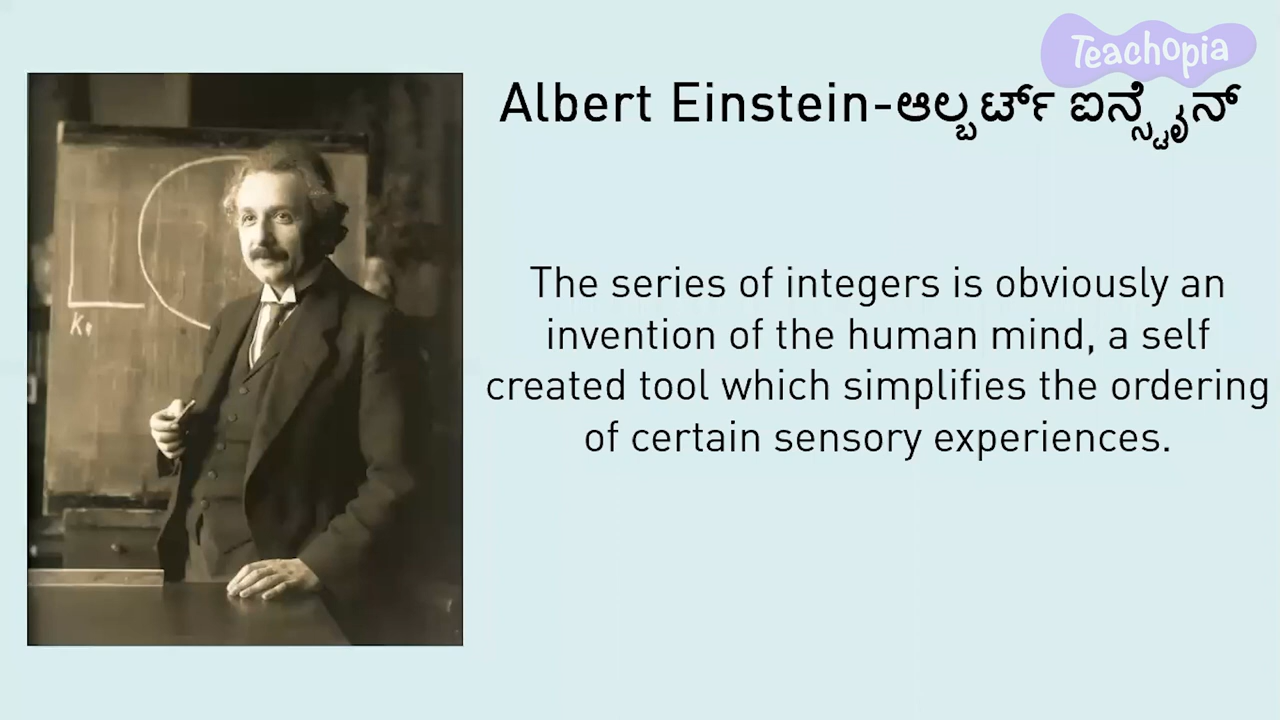 Teachopia
Albert Einstein-ಆಲ್ಬರ್ಟ್ ಐನ್ಸ್ಟೈನ್
K
The series of integers is obviously an
invention of the human mind, a self
created tool which simplifies the ordering
of certain sensory experiences.